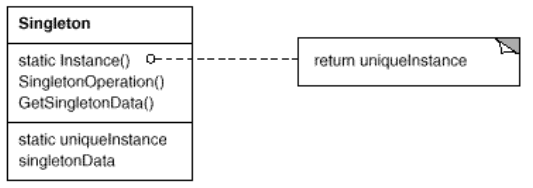 Singleton
static Instance()
return uniqueInstance
SingletonOperation()
GetSingletonData()
static uniqueInstance
singletonData